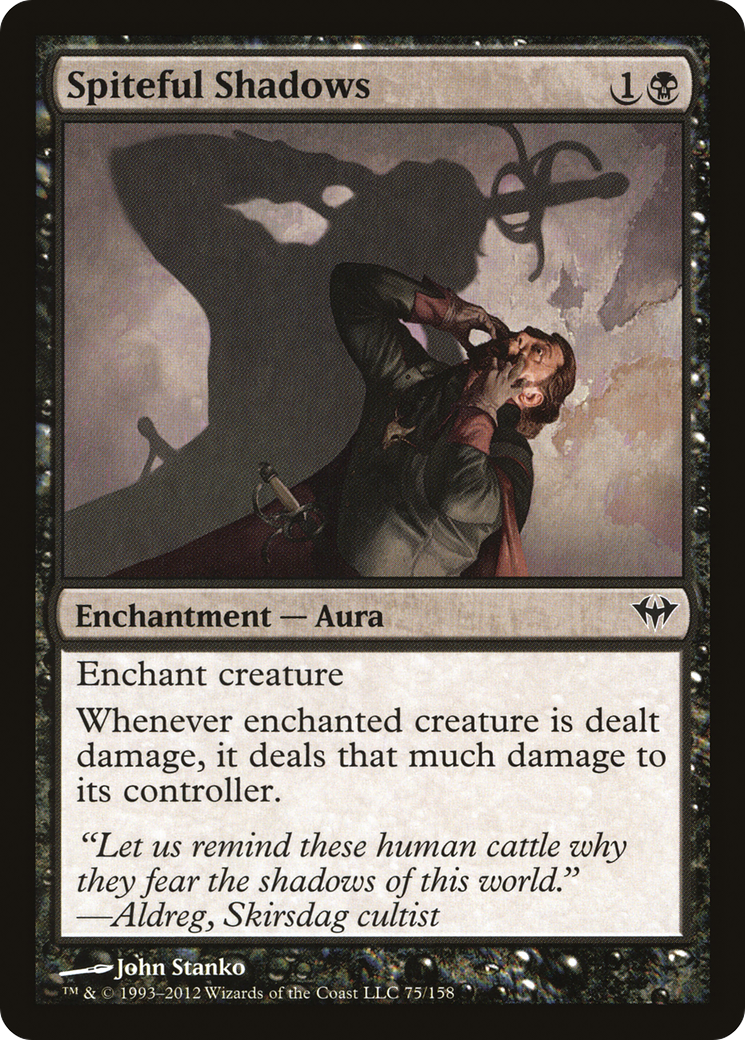 Spiteful Shadows 1
Enchantment — Aura
Enchant creature
Whenever enchanted creature is dealt
damage, it deals that much damage to
its controller.
“Let us remind these human cattle why
they fear the shadows of this world.”
—Aldreg, Skirsdag cultist
John Stanko
™ & © 1993–2012 Wizards of the Coast LLC 75/158